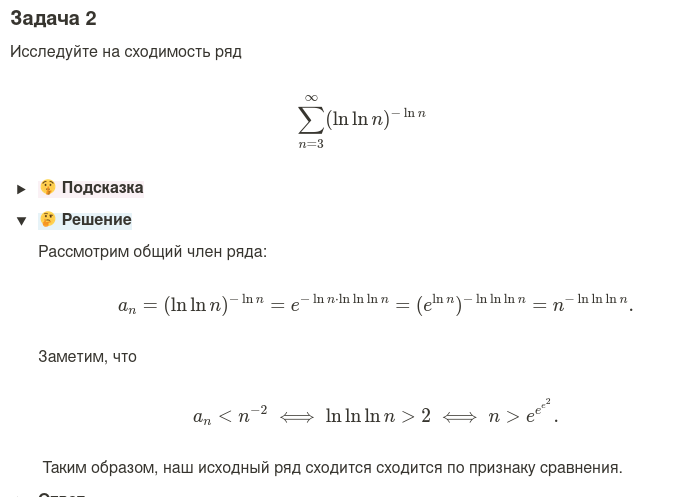 Задача 2
Исследуйте на сходимость ряд
$$\sum_{n=3}^{\infty} (\ln \ln n)^{-\ln n}$$
▶ 🤫 Подсказка
▼ 🤔 Решение
Рассмотрим общий член ряда:
$$a_n = (\ln \ln n)^{-\ln n} = e^{-\ln n \cdot \ln \ln \ln n} = (e^{\ln n})^{-\ln \ln \ln n} = n^{-\ln \ln \ln n}.$$
Заметим, что
$$a_n < n^{-2} \iff \ln \ln \ln n > 2 \iff n > e^{e^{e^2}}.$$
Таким образом, наш исходный ряд сходится сходится по признаку сравнения.